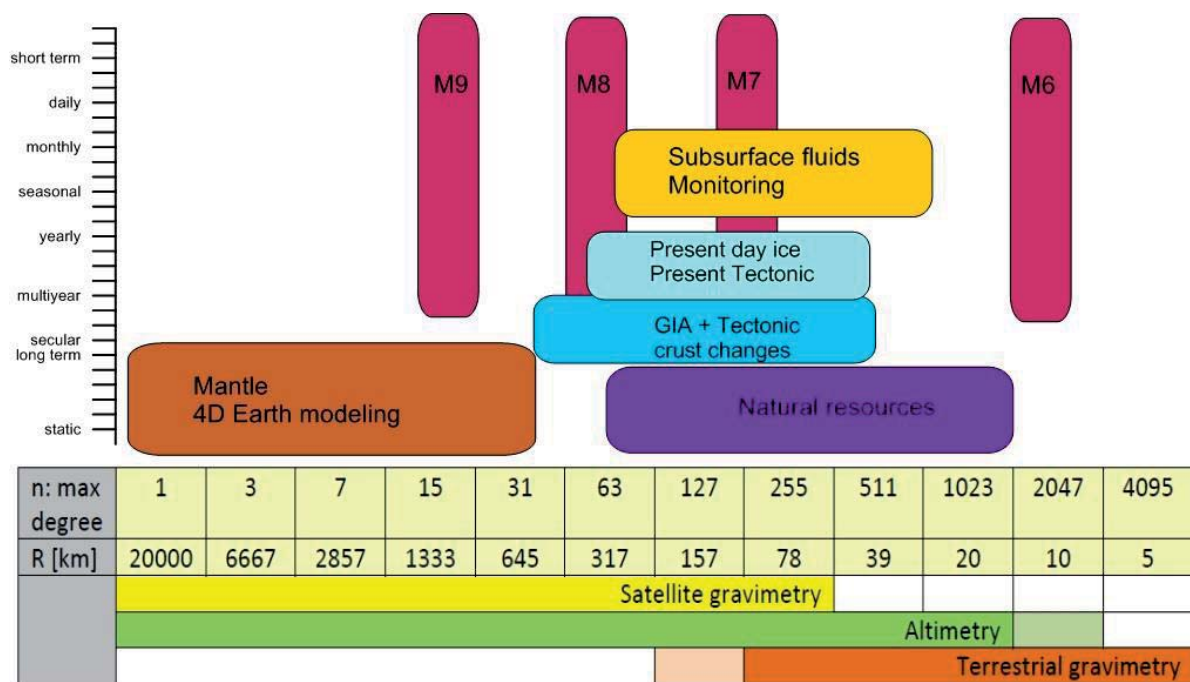 short term
daily
monthly
seasonal
yearly
multiyear
secular
long term
static
M9
M8
M7
M6
Subsurface fluids
Monitoring
Present day ice
Present Tectonic
GIA + Tectonic
crust changes
Mantle
4D Earth modeling
Natural resources
n: max degree 1 3 7 15 31 63 127 255 511 1023 2047 4095
R [km] 20000 6667 2857 1333 645 317 157 78 39 20 10 5
Satellite gravimetry
Altimetry
Terrestrial gravimetry